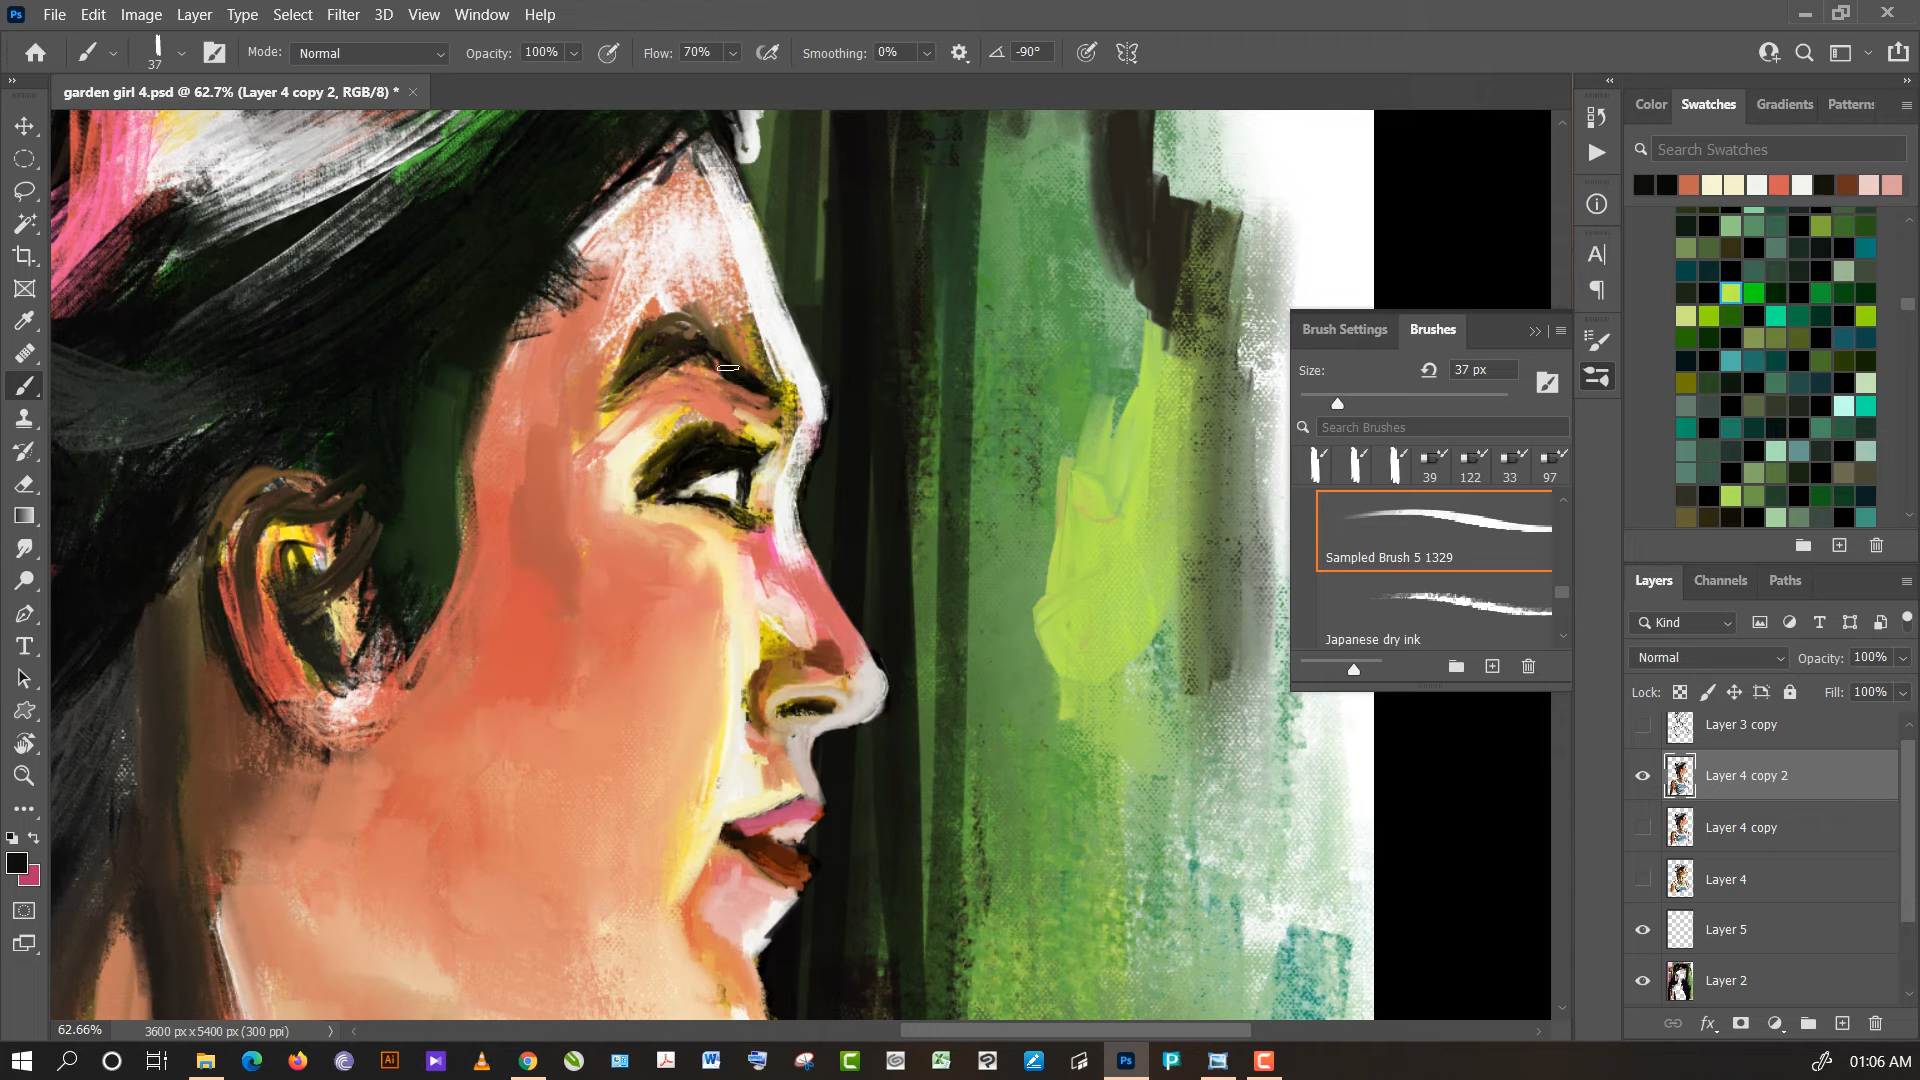 Ps File Edit Image Layer Type Select Filter 3D View Window Help
37 Mode: Normal Opacity: 100% Flow: 70% Smoothing: 0% -90°
garden girl 4.psd @ 62.7% (Layer 4 copy 2, RGB/8) *
Color Swatches Gradients Patterns
Search Swatches
Brush Settings Brushes
Size: 37 px
Search Brushes
39 122 33 97
Sampled Brush 5 1329
Japanese dry ink
Layers Channels Paths
Kind
Normal Opacity: 100%
Lock: Fill: 100%
Layer 3 copy
Layer 4 copy 2
Layer 4 copy
Layer 4
Layer 5
Layer 2
fx
62.66% 3600 px x 5400 px (300 ppi)
Ai Ps 01:06 AM